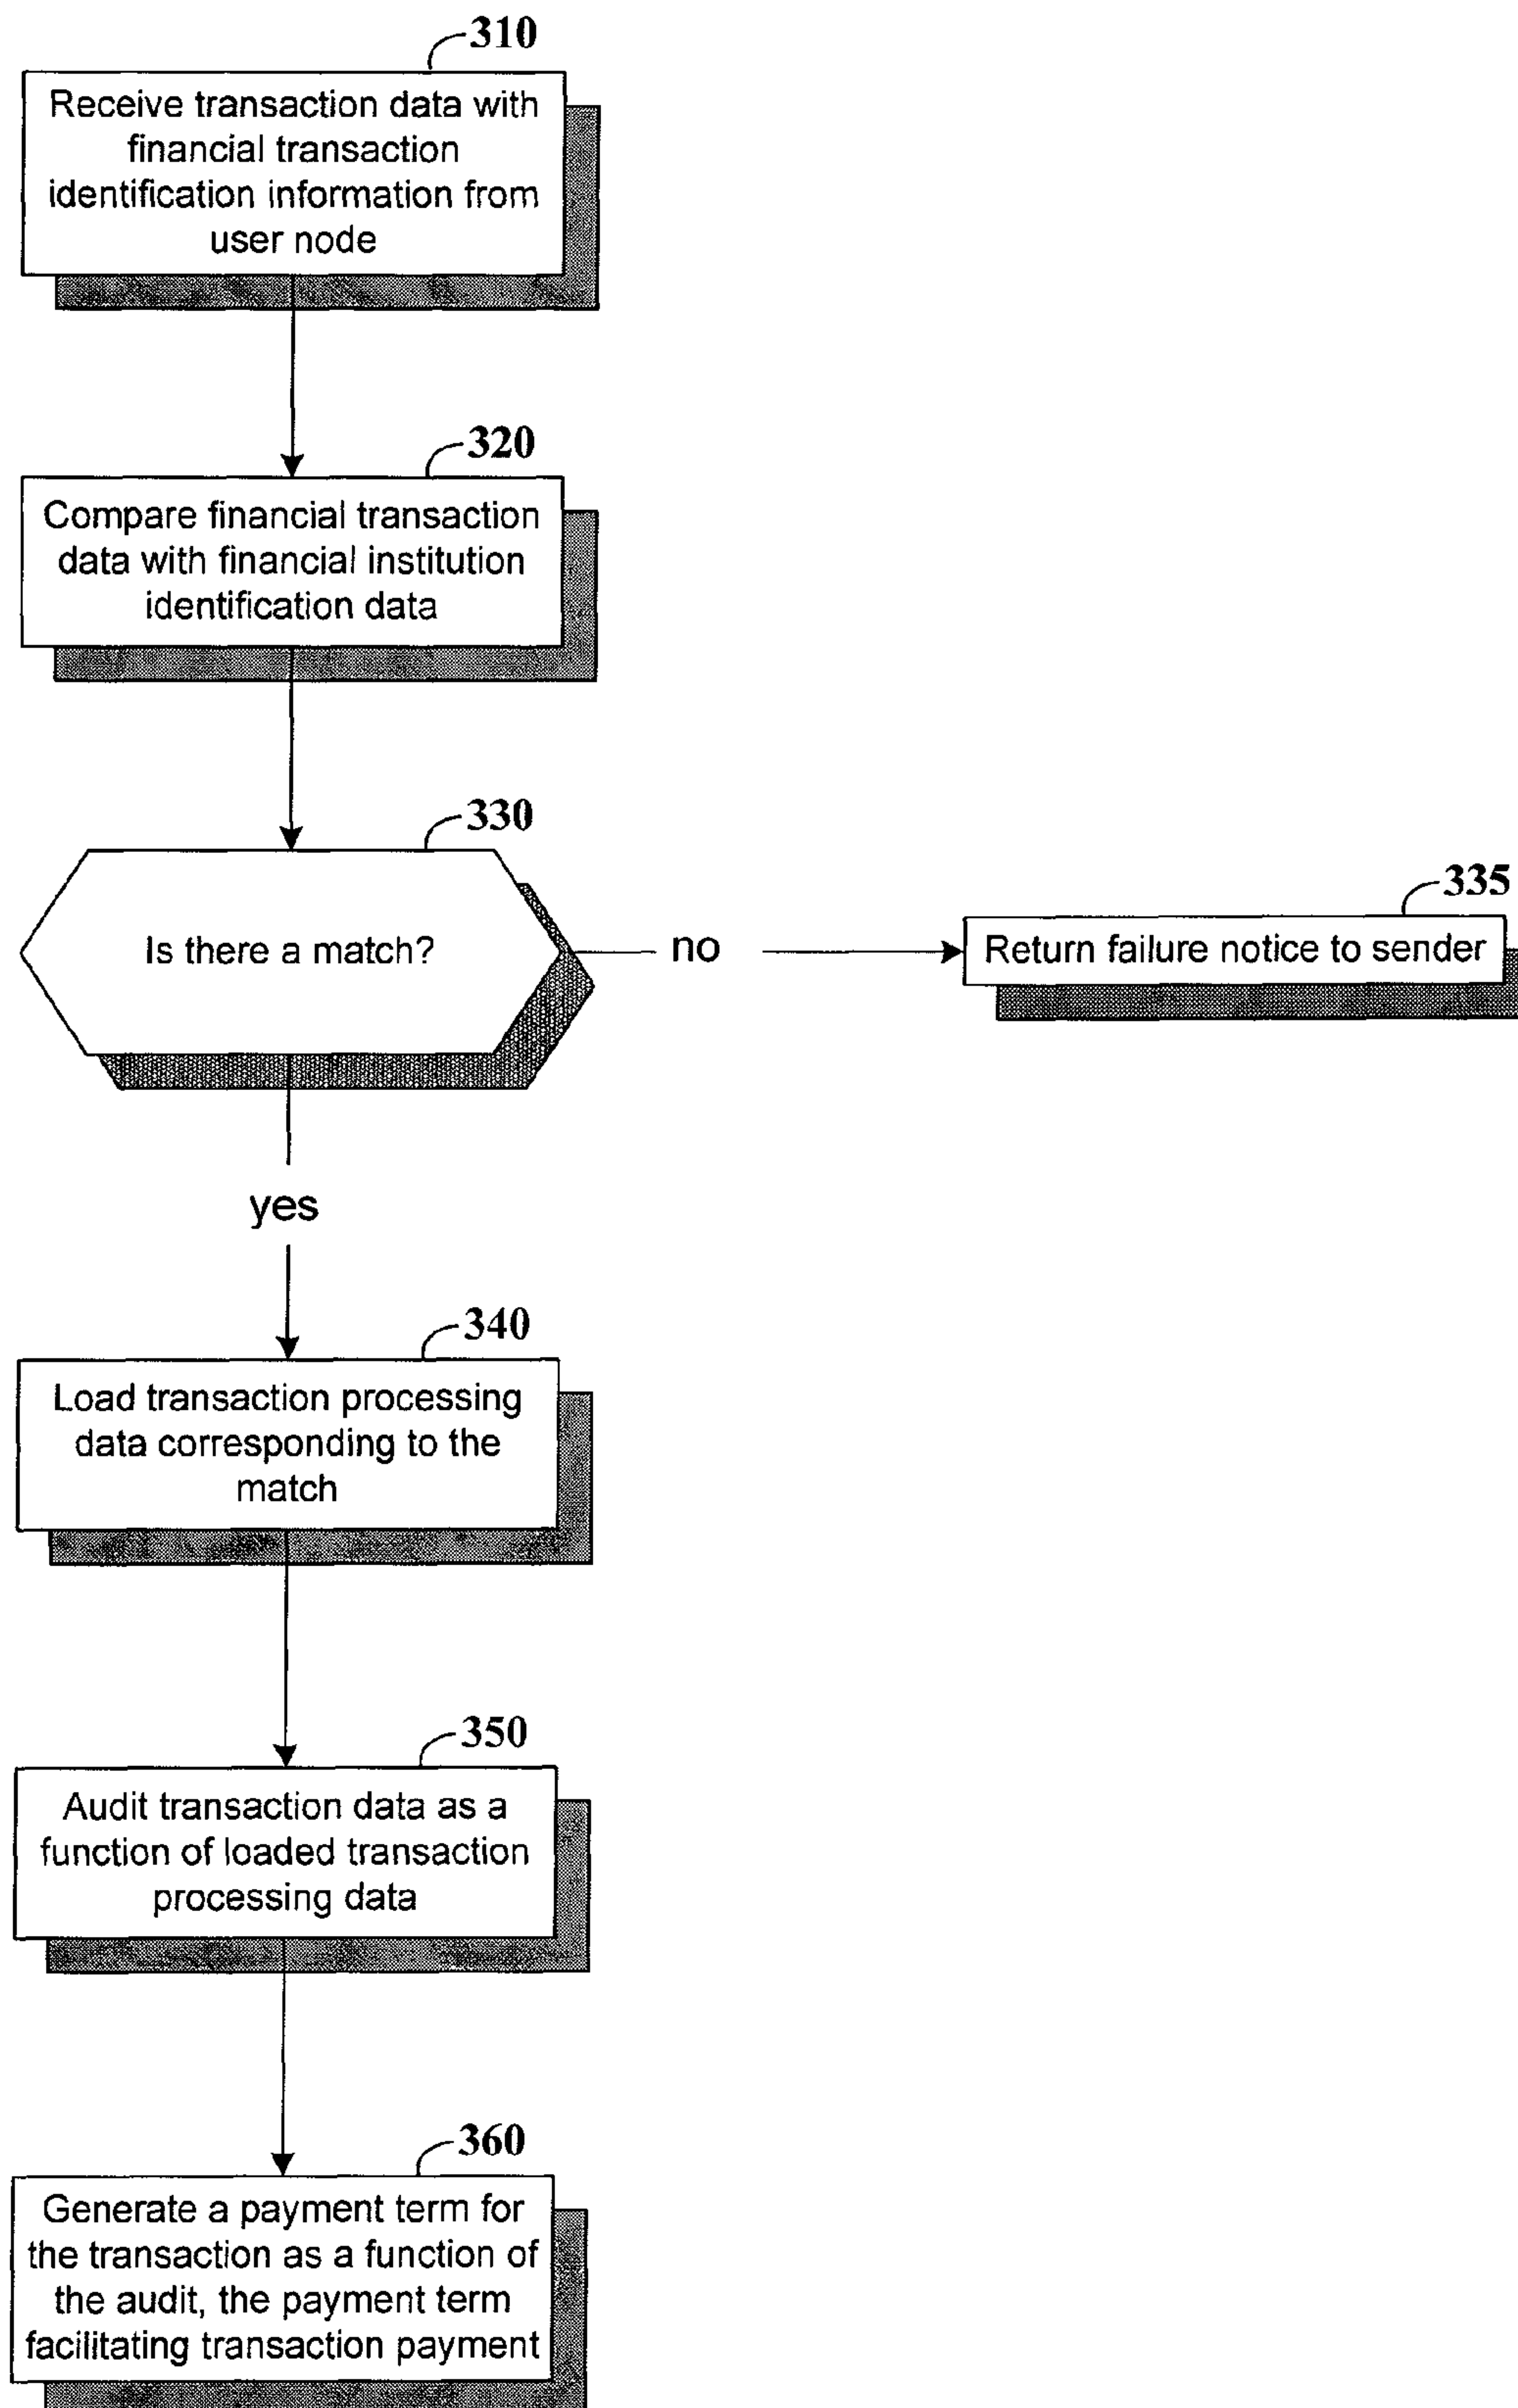 310
Receive transaction data with
financial transaction
identification information from
user node
320
Compare financial transaction
data with financial institution
identification data
330
Is there a match?
no
335
Return failure notice to sender
yes
340
Load transaction processing
data corresponding to the
match
350
Audit transaction data as a
function of loaded transaction
processing data
360
Generate a payment term for
the transaction as a function of
the audit, the payment term
facilitating transaction payment